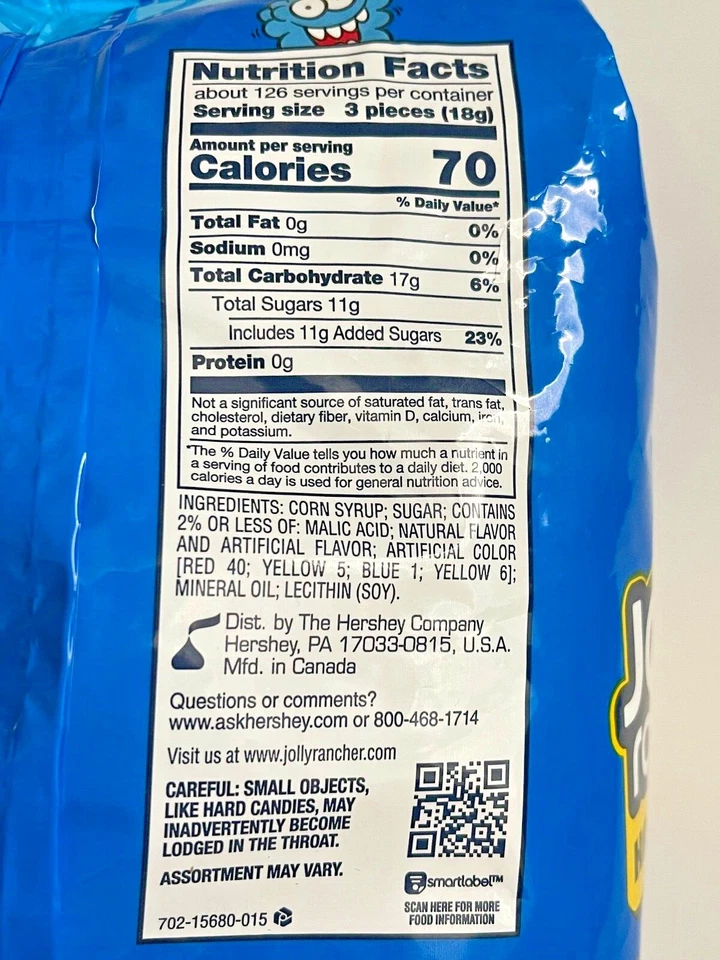 Nutrition Facts
about 126 servings per container
Serving size 3 pieces (18g)
Amount per serving
Calories 70
% Daily Value*
Total Fat 0g 0%
Sodium 0mg 0%
Total Carbohydrate 17g 6%
Total Sugars 11g
Includes 11g Added Sugars 23%
Protein 0g
Not a significant source of saturated fat, trans fat,
cholesterol, dietary fiber, vitamin D, calcium, iron,
and potassium.
*The % Daily Value tells you how much a nutrient in
a serving of food contributes to a daily diet. 2,000
calories a day is used for general nutrition advice.
INGREDIENTS: CORN SYRUP; SUGAR; CONTAINS
2% OR LESS OF: MALIC ACID; NATURAL FLAVOR
AND ARTIFICIAL FLAVOR; ARTIFICIAL COLOR
[RED 40; YELLOW 5; BLUE 1; YELLOW 6];
MINERAL OIL; LECITHIN (SOY).
Dist. by The Hershey Company
Hershey, PA 17033-0815, U.S.A.
Mfd. in Canada
Questions or comments?
www.askhershey.com or 800-468-1714
Visit us at www.jollyrancher.com
CAREFUL: SMALL OBJECTS,
LIKE HARD CANDIES, MAY
INADVERTENTLY BECOME
LODGED IN THE THROAT.
ASSORTMENT MAY VARY.
smartlabel™
SCAN HERE FOR MORE
FOOD INFORMATION
702-15680-015